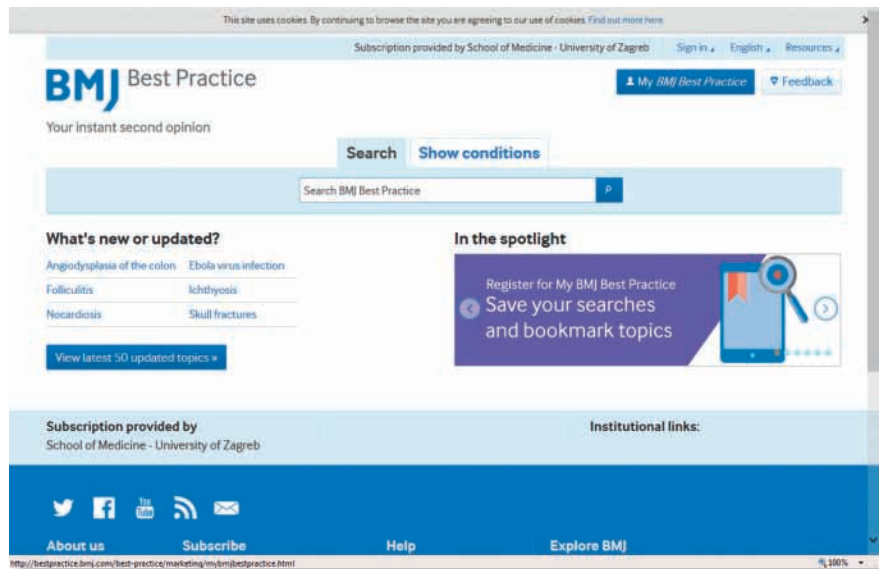 This site uses cookies. By continuing to browse the site you are agreeing to our use of cookies. Find out more here.
Subscription provided by School of Medicine - University of Zagreb Sign in English Resources
BMJ Best Practice
My BMJ Best Practice Feedback
Your instant second opinion
Search Show conditions
Search BMJ Best Practice
What's new or updated? In the spotlight
Angiodysplasia of the colon Ebola virus infection
Folliculitis Ichthyosis
Nocardiosis Skull fractures
View latest 50 updated topics »
Register for My BMJ Best Practice
Save your searches
and bookmark topics
Subscription provided by Institutional links:
School of Medicine - University of Zagreb
You
Tube
About us Subscribe Help Explore BMJ
http://bestpractice.bmj.com/best-practice/marketing/mybmjbestpractice.html 100%